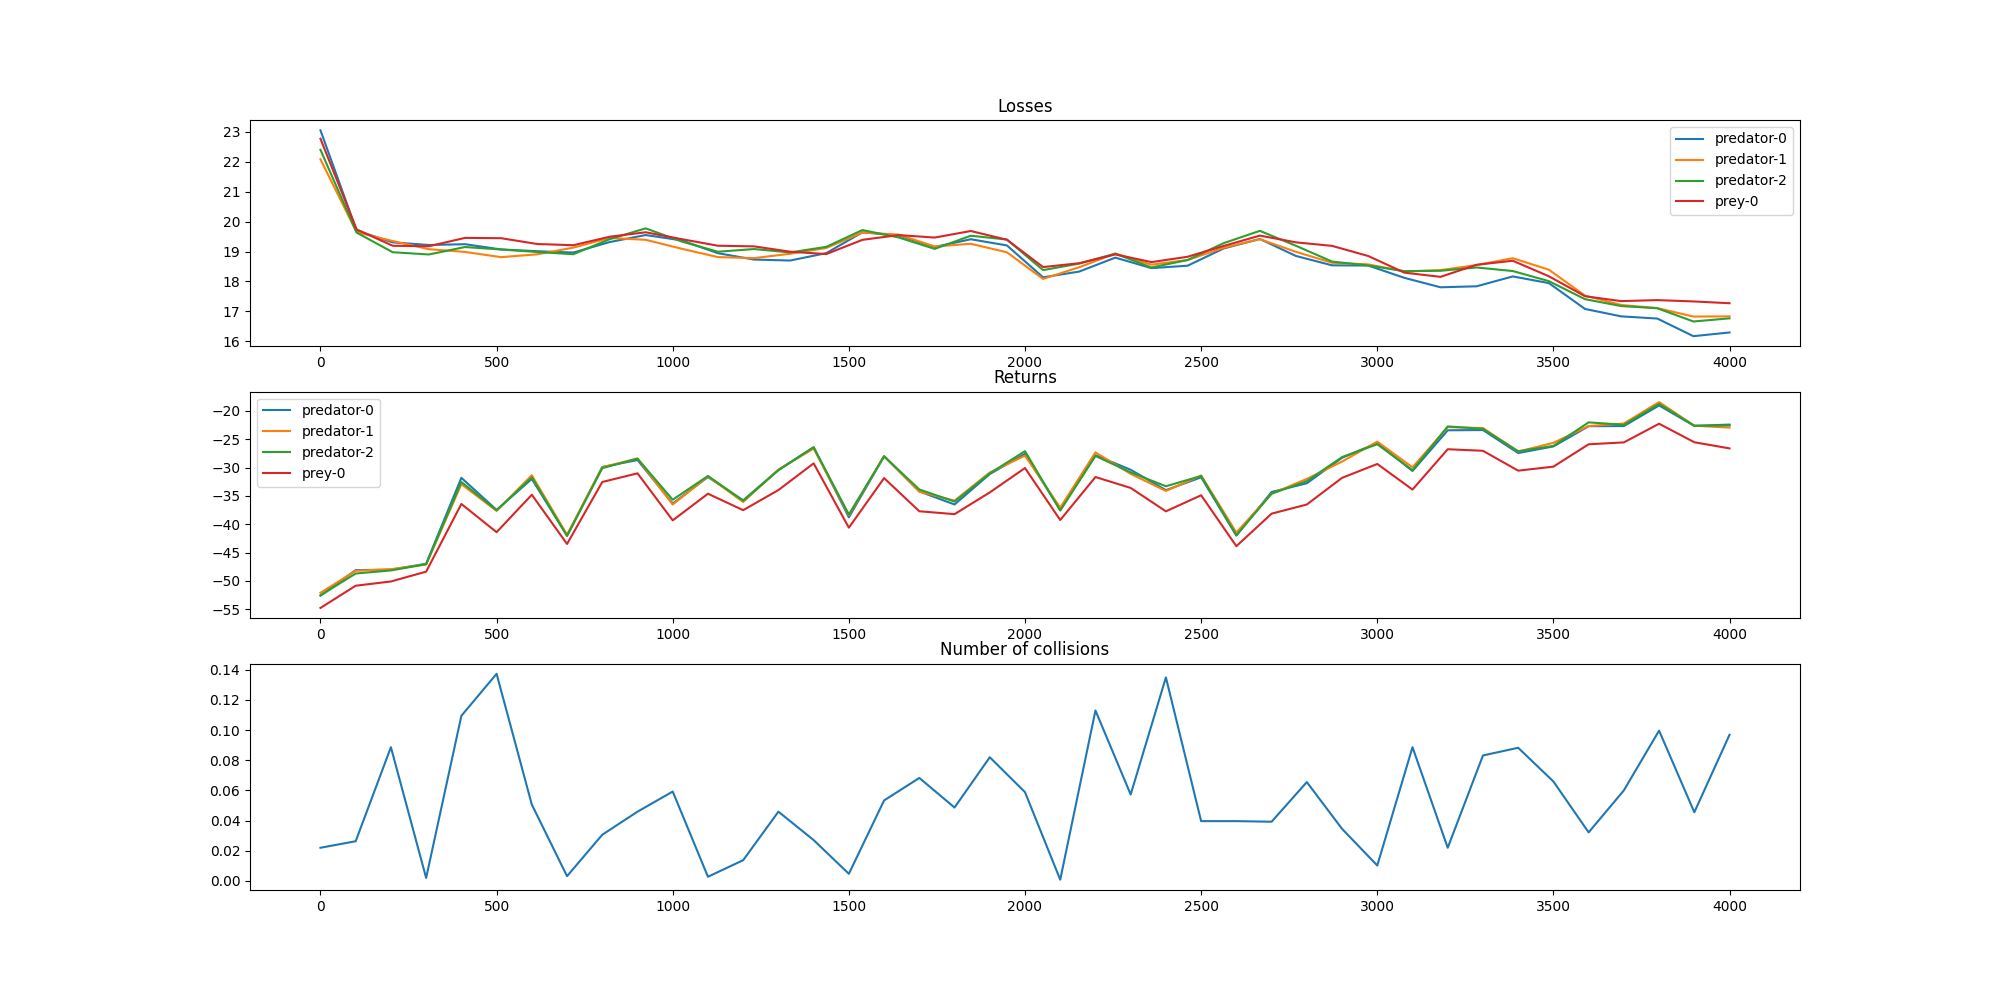 Losses
23
22
21
20
19
18
17
16
predator-0
predator-1
predator-2
prey-0
0 500 1000 1500 2000 2500 3000 3500 4000
Returns
−20
−25
−30
−35
−40
−45
−50
−55
predator-0
predator-1
predator-2
prey-0
0 500 1000 1500 2000 2500 3000 3500 4000
Number of collisions
0.14
0.12
0.10
0.08
0.06
0.04
0.02
0.00
0 500 1000 1500 2000 2500 3000 3500 4000